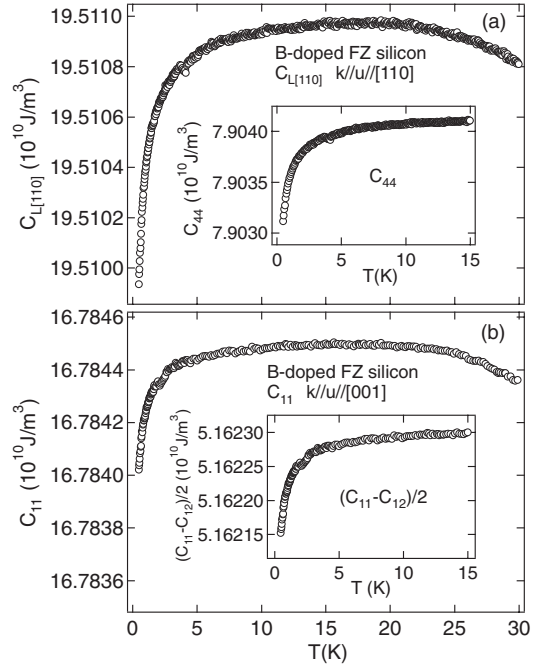 19.5110
19.5108
19.5106
19.5104
19.5102
19.5100
C_L[110] (10^10 J/m^3)
(a)
B-doped FZ silicon
C_L[110] k//u//[110]
7.9040
7.9035
7.9030
C_44 (10^10 J/m^3)
C_44
0 5 10 15
T(K)
16.7846
16.7844
16.7842
16.7840
16.7838
16.7836
C_11 (10^10 J/m^3)
(b)
B-doped FZ silicon
C_11 k//u//[001]
5.16230
5.16225
5.16220
5.16215
(C_11-C_12)/2 (10^10 J/m^3)
(C_11-C_12)/2
0 5 10 15
T (K)
0 5 10 15 20 25 30
T(K)